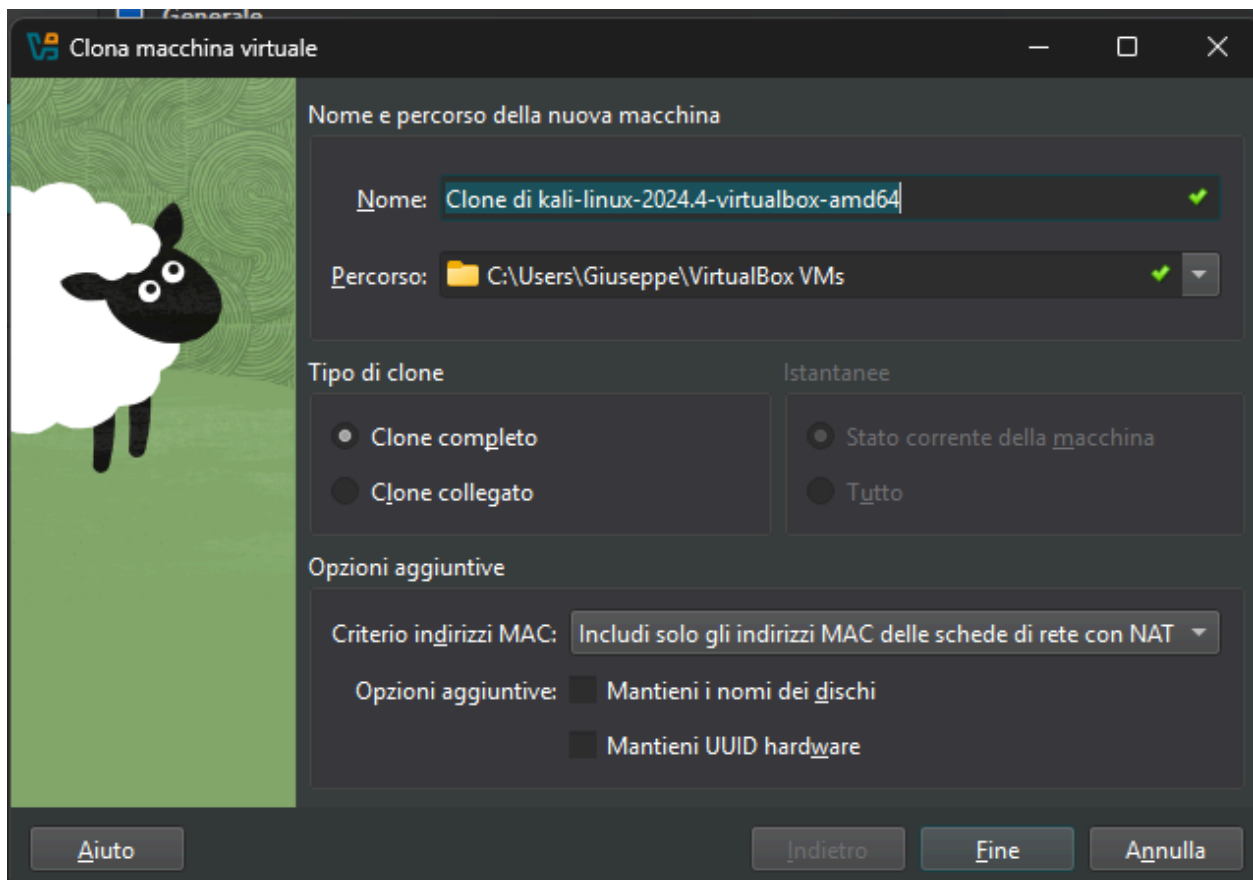 Generale
Clona macchina virtuale
Nome e percorso della nuova macchina
Nome: Clone di kali-linux-2024.4-virtualbox-amd64
Percorso: C:\Users\Giuseppe\VirtualBox VMs
Tipo di clone
Istantanee
Clone completo
Stato corrente della macchina
Clone collegato
Tutto
Opzioni aggiuntive
Criterio indirizzi MAC: Includi solo gli indirizzi MAC delle schede di rete con NAT
Opzioni aggiuntive: Mantieni i nomi dei dischi
Mantieni UUID hardware
Aiuto
Indietro
Fine
Annulla